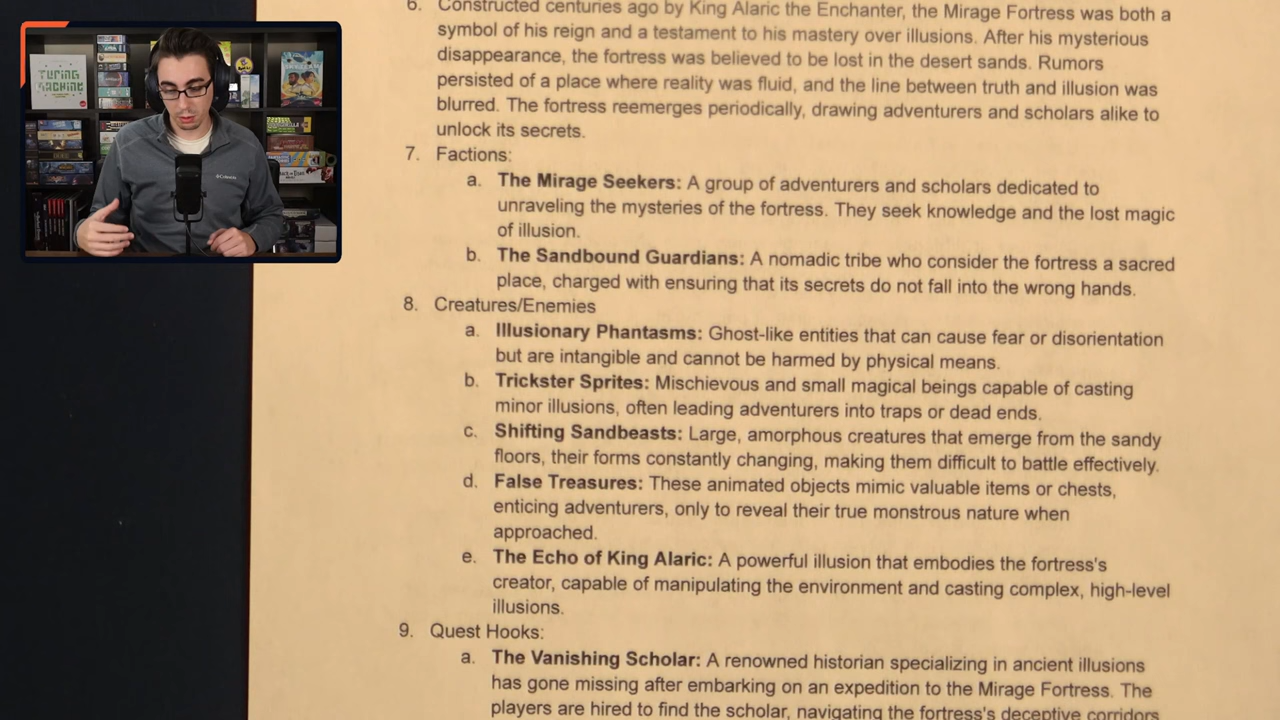 6. Constructed centuries ago by King Alaric the Enchanter, the Mirage Fortress was both a
symbol of his reign and a testament to his mastery over illusions. After his mysterious
disappearance, the fortress was believed to be lost in the desert sands. Rumors
persisted of a place where reality was fluid, and the line between truth and illusion was
blurred. The fortress reemerges periodically, drawing adventurers and scholars alike to
unlock its secrets.
7. Factions:
a. The Mirage Seekers: A group of adventurers and scholars dedicated to
unraveling the mysteries of the fortress. They seek knowledge and the lost magic
of illusion.
b. The Sandbound Guardians: A nomadic tribe who consider the fortress a sacred
place, charged with ensuring that its secrets do not fall into the wrong hands.
8. Creatures/Enemies
a. Illusionary Phantasms: Ghost-like entities that can cause fear or disorientation
but are intangible and cannot be harmed by physical means.
b. Trickster Sprites: Mischievous and small magical beings capable of casting
minor illusions, often leading adventurers into traps or dead ends.
c. Shifting Sandbeasts: Large, amorphous creatures that emerge from the sandy
floors, their forms constantly changing, making them difficult to battle effectively.
d. False Treasures: These animated objects mimic valuable items or chests,
enticing adventurers, only to reveal their true monstrous nature when
approached.
e. The Echo of King Alaric: A powerful illusion that embodies the fortress's
creator, capable of manipulating the environment and casting complex, high-level
illusions.
9. Quest Hooks:
a. The Vanishing Scholar: A renowned historian specializing in ancient illusions
has gone missing after embarking on an expedition to the Mirage Fortress. The
players are hired to find the scholar, navigating the fortress's deceptive corridors
TURING
MACHINE
Columbia